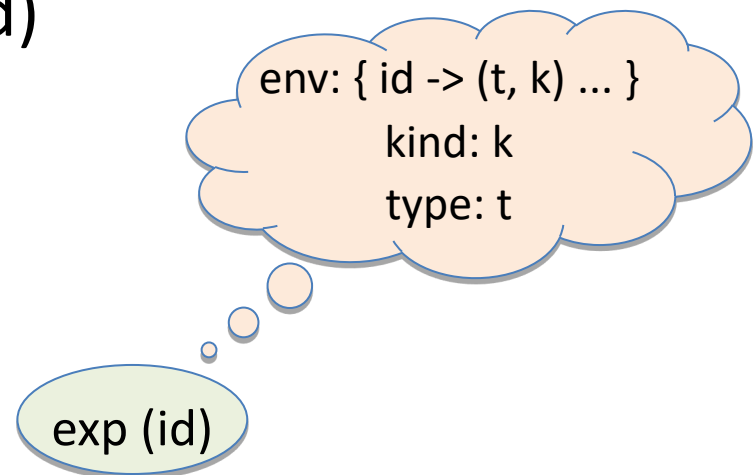 d)
env: { id -> (t, k) ... }
kind: k
type: t
exp (id)